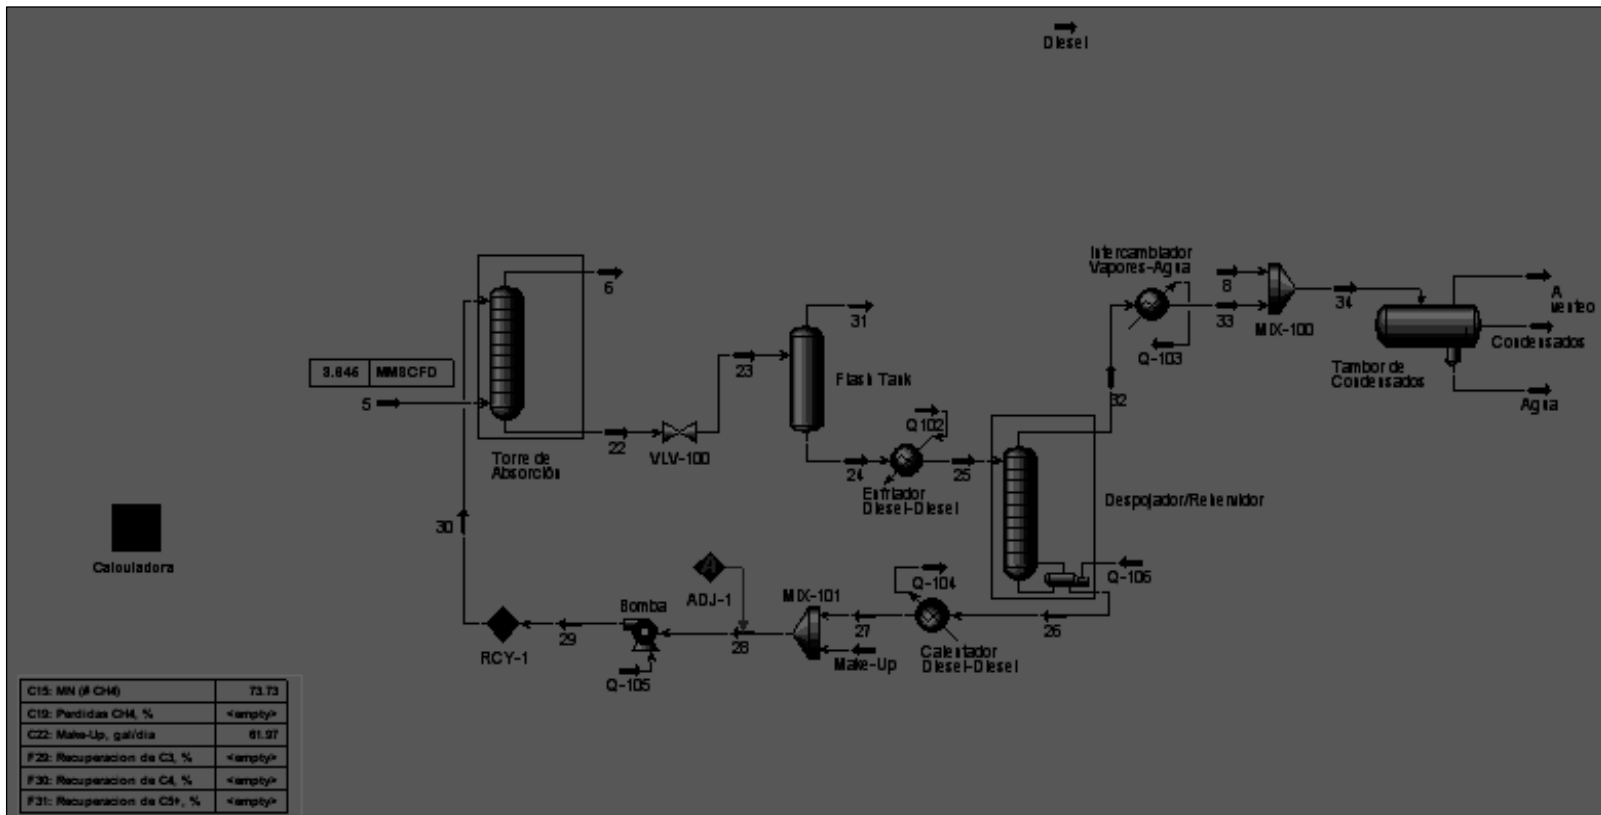 Diesel
Intercambiador
Vapores-Agua
8
33
34
MIX-100
Q-103
A
venteo
Condensados
Tambor de
Condensados
Agua
6
31
3.845 MMSCFD
5
23
Flash Tank
32
22
VLV-100
Q102
24
25
Torre de
Absorción
Enfriador
Diesel-Diesel
Despojador/Rehervidor
30
Calculadora
ADJ-1
MIX-101
Q-104
Q-106
Bomba
29
28
27
26
RCY-1
Q-105
Make-Up
Calentador
Diesel-Diesel
C15: MN (# CH4) 73.73
C19: Perdidas CH4, % <empty>
C22: Make-Up, gal/dia 61.97
F29: Recuperacion de C3, % <empty>
F30: Recuperacion de C4, % <empty>
F31: Recuperacion de C5+, % <empty>